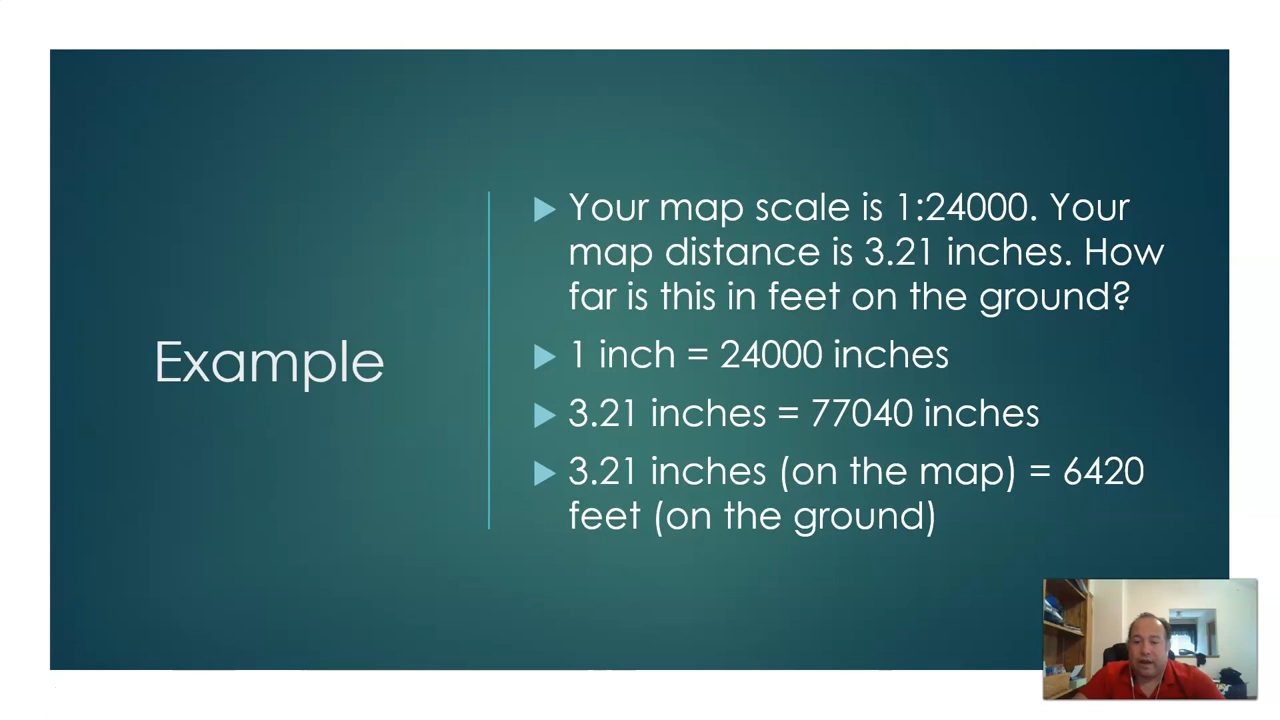 Example
Your map scale is 1:24000. Your
map distance is 3.21 inches. How
far is this in feet on the ground?
1 inch = 24000 inches
3.21 inches = 77040 inches
3.21 inches (on the map) = 6420
feet (on the ground)